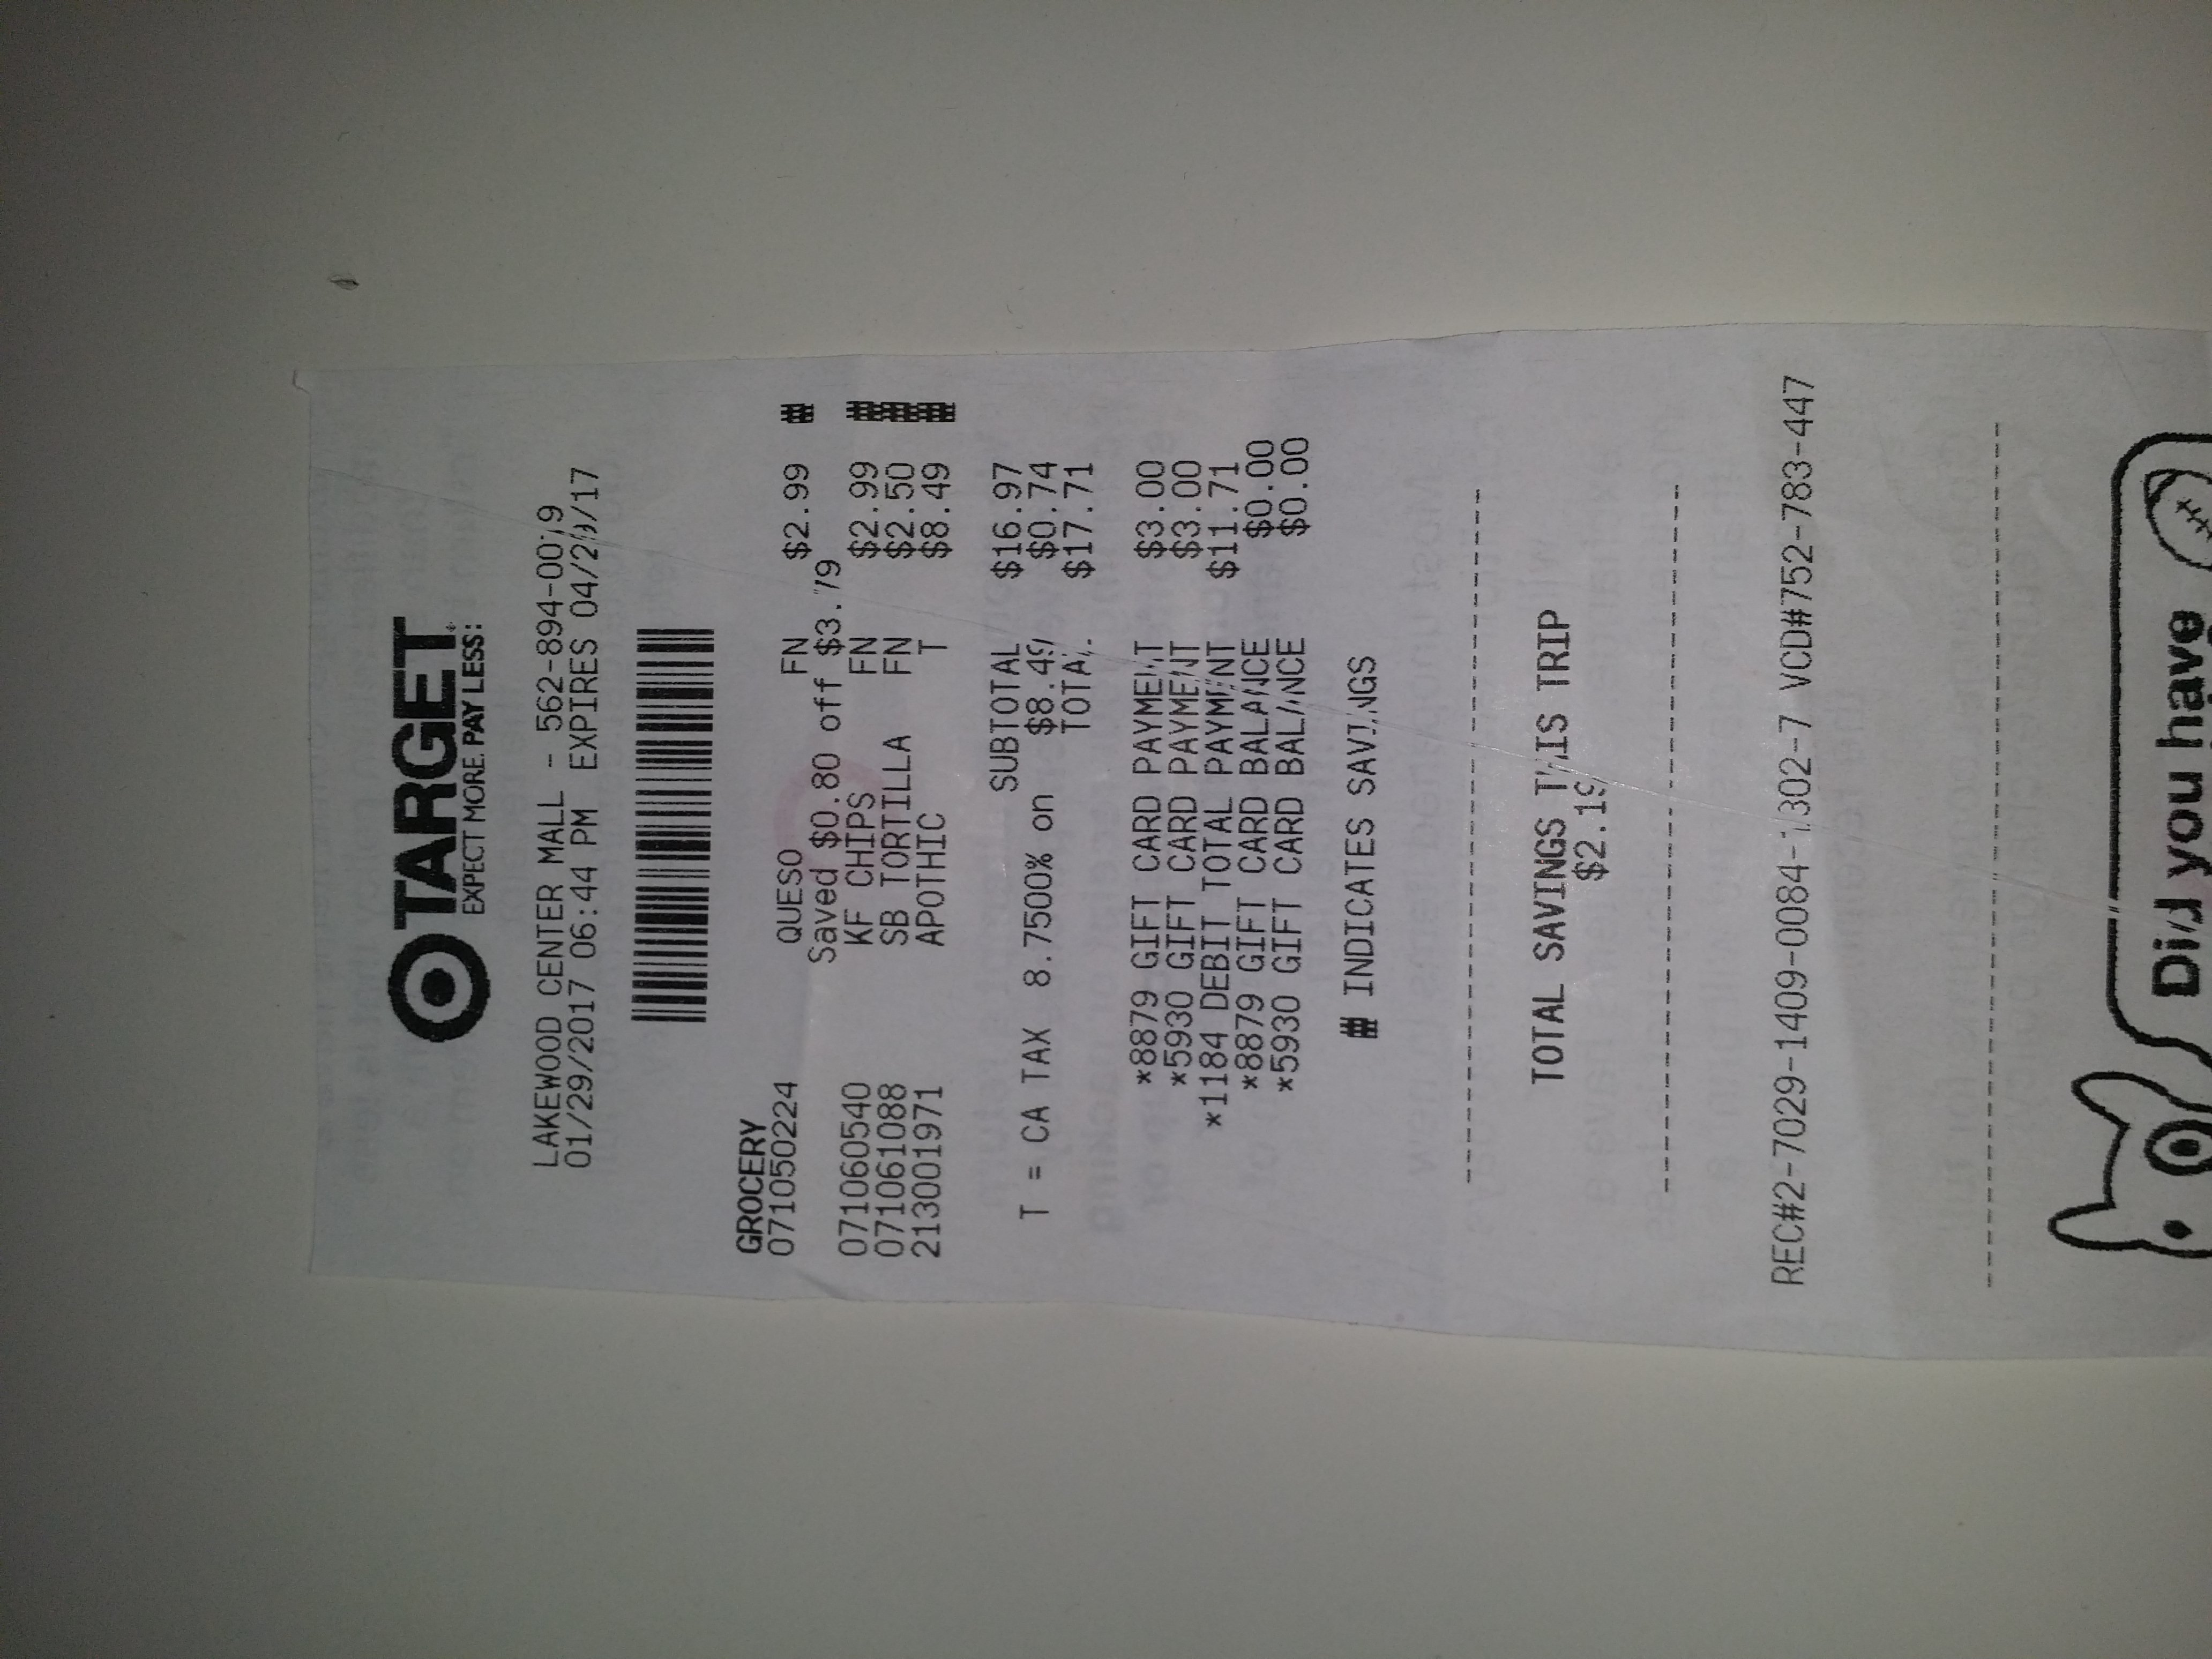 TARGET
EXPECT MORE. PAY LESS.
LAKEWOOD CENTER MALL - 562-894-0019
01/29/2017 06:44 PM EXPIRES 04/29/17
GROCERY
071050224 QUESO FN $2.99
Saved $0.80 off $3.79
071060540 KF CHIPS FN $2.99
071061088 SB TORTILLA FN $2.50
213001971 APOTHIC T $8.49
SUBTOTAL $16.97
T = CA TAX 8.7500% on $8.49 $0.74
TOTAL $17.71
*8879 GIFT CARD PAYMENT $3.00
*5930 GIFT CARD PAYMENT $3.00
*1184 DEBIT TOTAL PAYMENT $11.71
*8879 GIFT CARD BALANCE $0.00
*5930 GIFT CARD BALANCE $0.00
INDICATES SAVINGS
TOTAL SAVINGS THIS TRIP
$2.19
REC#2-7029-1409-0084-1302-7 VCD#752-783-447
Did you have